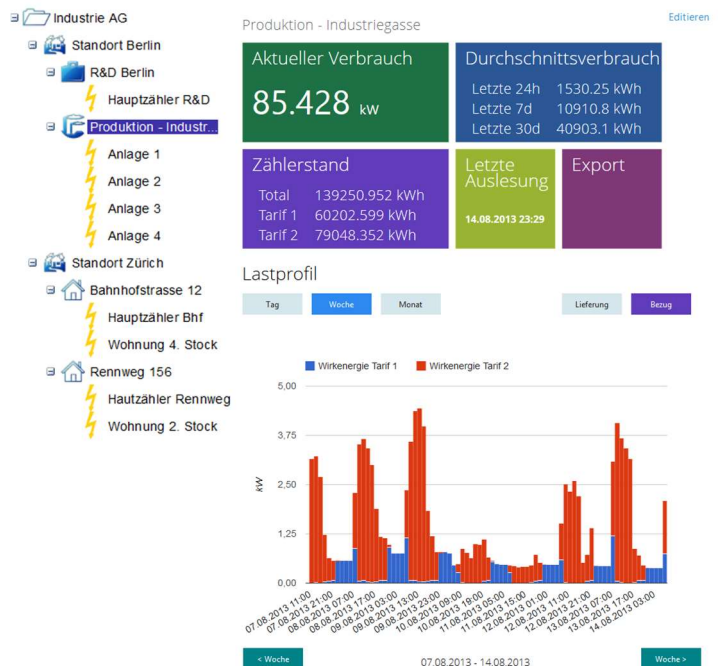 Industrie AG
Standort Berlin
R&D Berlin
Hauptzähler R&D
Produktion - Industr...
Anlage 1
Anlage 2
Anlage 3
Anlage 4
Standort Zürich
Bahnhofstrasse 12
Hauptzähler Bhf
Wohnung 4. Stock
Rennweg 156
Hautzähler Rennweg
Wohnung 2. Stock
Produktion - Industriegasse
Editieren
Aktueller Verbrauch
85.428 kW
Durchschnittsverbrauch
Letzte 24h 1530.25 kWh
Letzte 7d 10910.8 kWh
Letzte 30d 40903.1 kWh
Zählerstand
Total 139250.952 kWh
Tarif 1 60202.599 kWh
Tarif 2 79048.352 kWh
Letzte
Auslesung
14.08.2013 23:29
Export
Lastprofil
Tag Woche Monat Lieferung Bezug
Wirkenergie Tarif 1 Wirkenergie Tarif 2
5,00
3,75
2,50
1,25
0,00
kW
07.08.2013 11:00
07.08.2013 21:00
08.08.2013 07:00
08.08.2013 17:00
09.08.2013 03:00
09.08.2013 13:00
09.08.2013 23:00
10.08.2013 09:00
10.08.2013 19:00
11.08.2013 05:00
11.08.2013 15:00
12.08.2013 01:00
12.08.2013 11:00
12.08.2013 21:00
13.08.2013 07:00
13.08.2013 17:00
14.08.2013 03:00
< Woche 07.08.2013 - 14.08.2013 Woche >